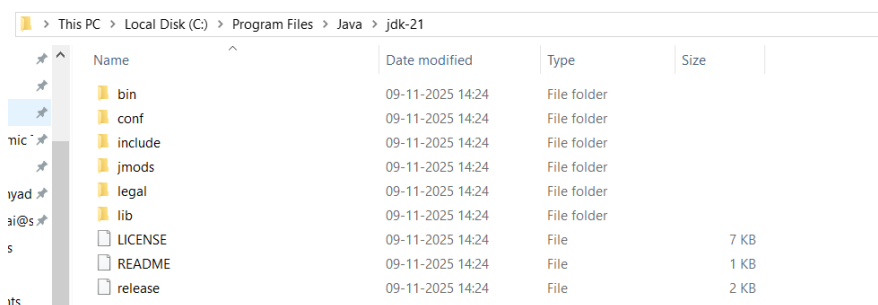 This PC > Local Disk (C:) > Program Files > Java > jdk-21
Name Date modified Type Size
bin 09-11-2025 14:24 File folder
conf 09-11-2025 14:24 File folder
include 09-11-2025 14:24 File folder
mic
jmods 09-11-2025 14:24 File folder
legal 09-11-2025 14:24 File folder
nyad
lib 09-11-2025 14:24 File folder
ai@s
LICENSE 09-11-2025 14:24 File 7 KB
s
README 09-11-2025 14:24 File 1 KB
release 09-11-2025 14:24 File 2 KB
nts